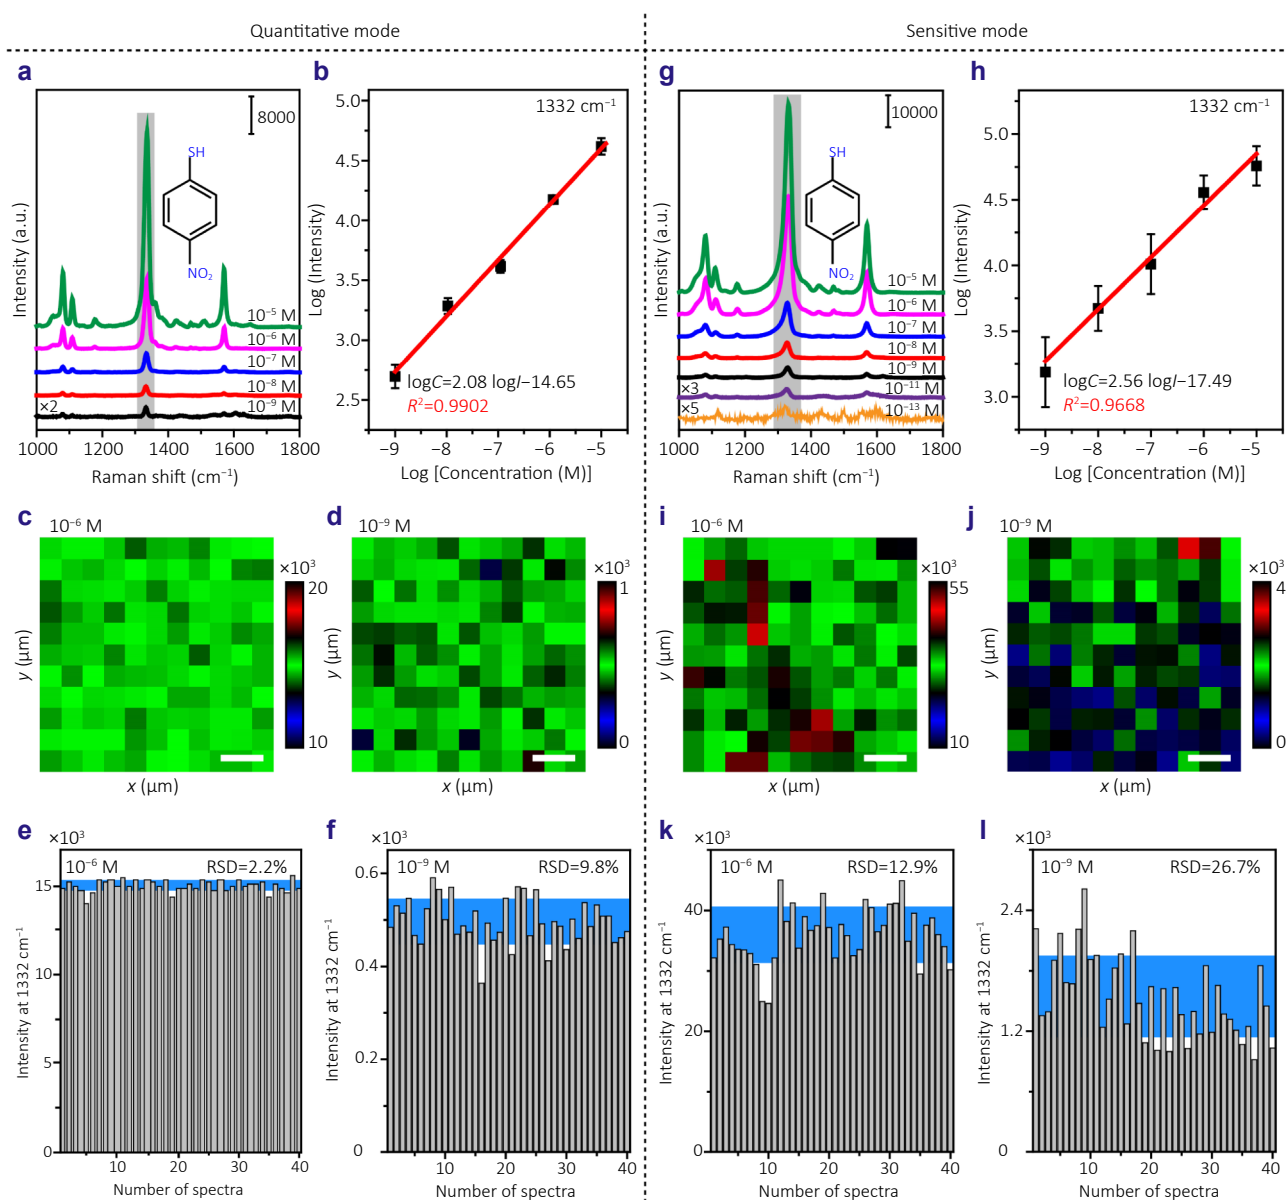 Quantitative mode
Sensitive mode
a
8000
SH
NO₂
10⁻⁵ M
10⁻⁶ M
10⁻⁷ M
10⁻⁸ M
×2
10⁻⁹ M
1000 1200 1400 1600 1800
Raman shift (cm⁻¹)
Intensity (a.u.)
b
1332 cm⁻¹
5.0
4.5
4.0
3.5
3.0
2.5
logC=2.08 logI−14.65
R²=0.9902
−9 −8 −7 −6 −5
Log [Concentration (M)]
Log (Intensity)
g
10000
SH
NO₂
10⁻⁵ M
10⁻⁶ M
10⁻⁷ M
10⁻⁸ M
10⁻⁹ M
×3
10⁻¹¹ M
×5
10⁻¹³ M
1000 1200 1400 1600 1800
Raman shift (cm⁻¹)
Intensity (a.u.)
h
1332 cm⁻¹
5.0
4.5
4.0
3.5
3.0
logC=2.56 logI−17.49
R²=0.9668
−9 −8 −7 −6 −5
Log [Concentration (M)]
Log (Intensity)
c
10⁻⁶ M
×10³
20
10
y (μm)
x (μm)
d
10⁻⁹ M
×10³
1
0
y (μm)
x (μm)
i
10⁻⁶ M
×10³
55
10
y (μm)
x (μm)
j
10⁻⁹ M
×10³
4
0
y (μm)
x (μm)
e
×10³
10⁻⁶ M RSD=2.2%
15
10
5
0
10 20 30 40
Number of spectra
Intensity at 1332 cm⁻¹
f
×10³
10⁻⁹ M RSD=9.8%
0.6
0.4
0.2
0
10 20 30 40
Number of spectra
Intensity at 1332 cm⁻¹
k
×10³
10⁻⁶ M RSD=12.9%
40
20
0
10 20 30 40
Number of spectra
Intensity at 1332 cm⁻¹
l
×10³
10⁻⁹ M RSD=26.7%
2.4
1.2
0
10 20 30 40
Number of spectra
Intensity at 1332 cm⁻¹